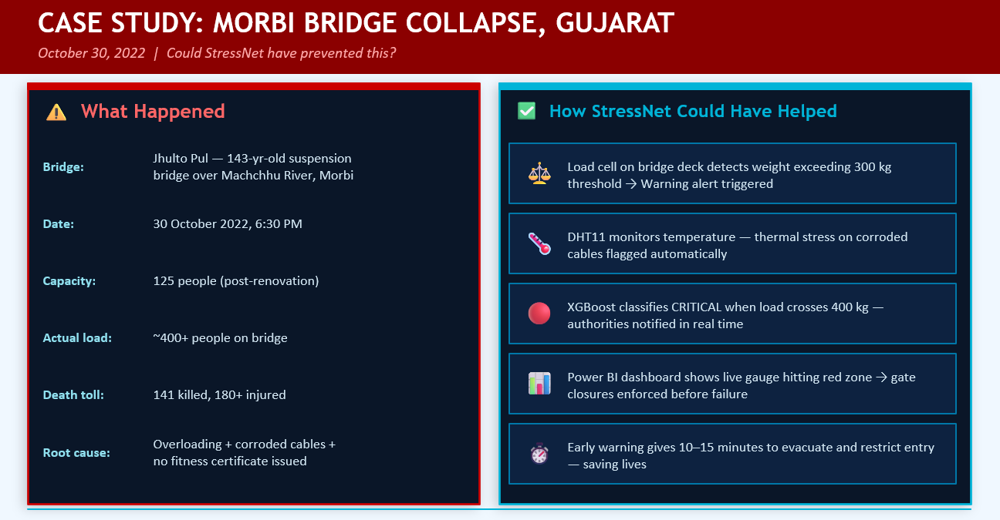 CASE STUDY: MORBI BRIDGE COLLAPSE, GUJARAT
October 30, 2022 | Could StressNet have prevented this?
What Happened
Bridge:
Jhulto Pul — 143-yr-old suspension
bridge over Machchhu River, Morbi
Date:
30 October 2022, 6:30 PM
Capacity:
125 people (post-renovation)
Actual load:
~400+ people on bridge
Death toll:
141 killed, 180+ injured
Root cause:
Overloading + corroded cables +
no fitness certificate issued
How StressNet Could Have Helped
Load cell on bridge deck detects weight exceeding 300 kg
threshold → Warning alert triggered
DHT11 monitors temperature — thermal stress on corroded
cables flagged automatically
XGBoost classifies CRITICAL when load crosses 400 kg —
authorities notified in real time
Power BI dashboard shows live gauge hitting red zone → gate
closures enforced before failure
Early warning gives 10–15 minutes to evacuate and restrict entry
— saving lives